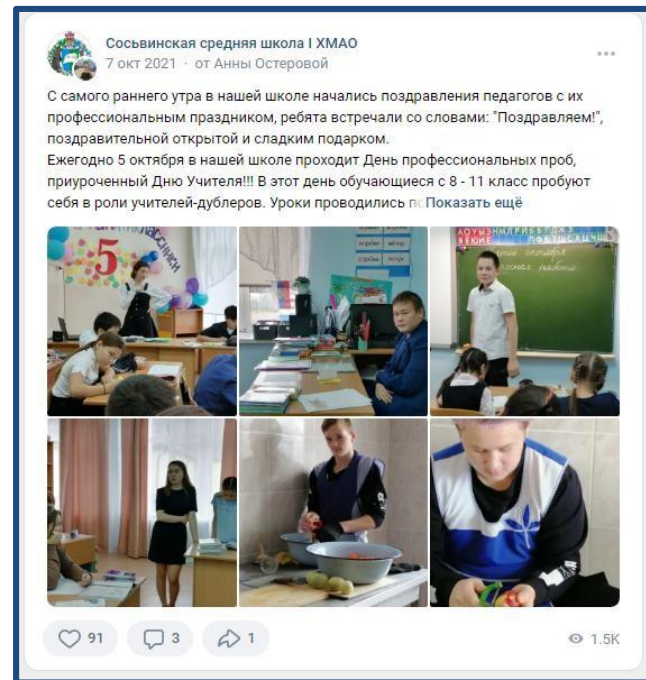 Сосьвинская средняя школа I ХМАО
7 окт 2021 · от Анны Остеровой
С самого раннего утра в нашей школе начались поздравления педагогов с их
профессиональным праздником, ребята встречали со словами: "Поздравляем!",
поздравительной открытой и сладким подарком.
Ежегодно 5 октября в нашей школе проходит День профессиональных проб,
приуроченный Дню Учителя!!! В этот день обучающиеся с 8 - 11 класс пробуют
себя в роли учителей-дублеров. Уроки проводились по Показать ещё
5
октября
91
3
1
1.5K